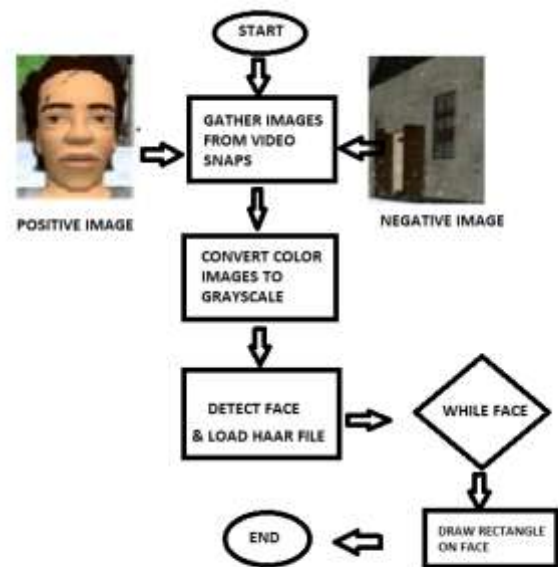 START
GATHER IMAGES
FROM VIDEO
SNAPS
POSITIVE IMAGE
NEGATIVE IMAGE
CONVERT COLOR
IMAGES TO
GRAYSCALE
DETECT FACE
& LOAD HAAR FILE
WHILE FACE
DRAW RECTANGLE
ON FACE
END